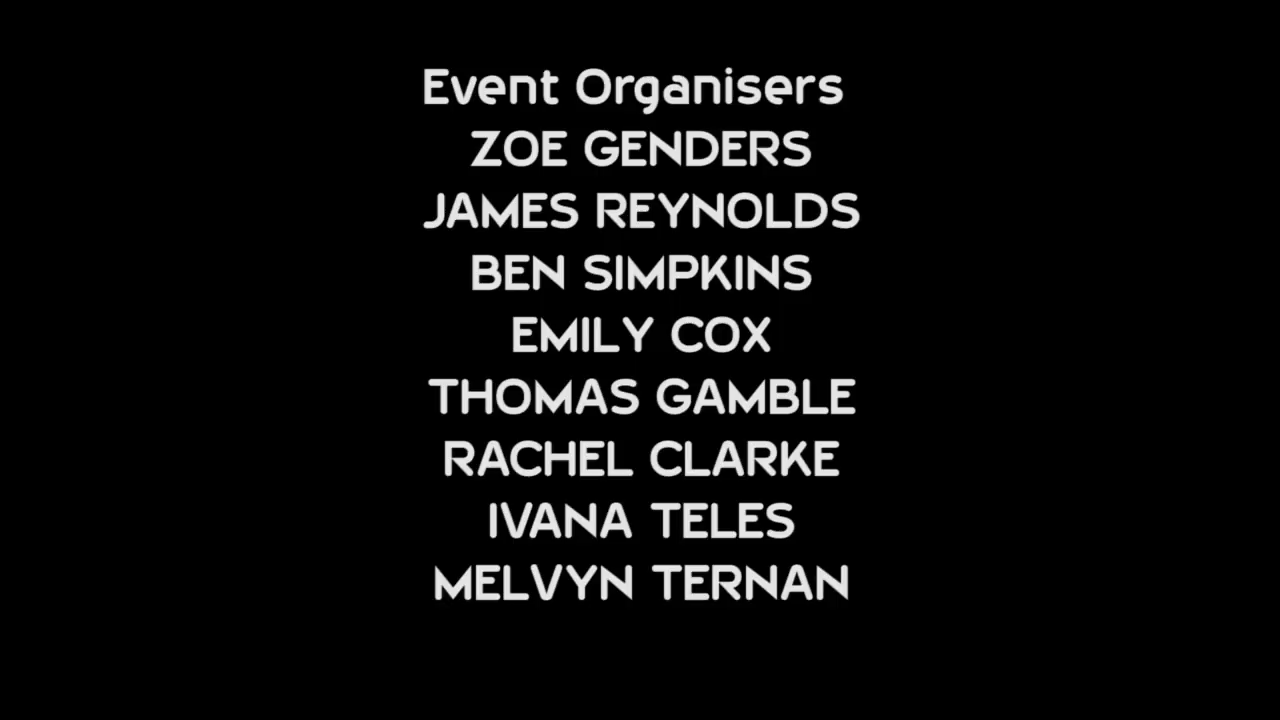 Event Organisers
ZOE GENDERS
JAMES REYNOLDS
BEN SIMPKINS
EMILY COX
THOMAS GAMBLE
RACHEL CLARKE
IVANA TELES
MELVYN TERNAN